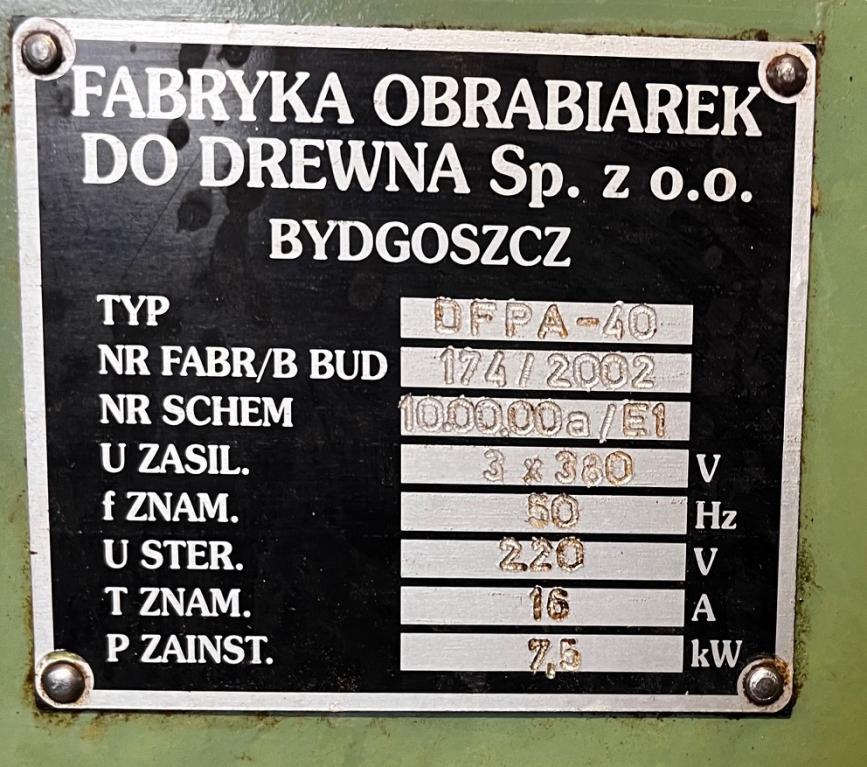 FABRYKA OBRABIAREK
DO DREWNA Sp. z o.o.
BYDGOSZCZ
TYP DFPA-40
NR FABR/B BUD 174/2002
NR SCHEM 10.00.00a/E1
U ZASIL. 3 x 380 V
f ZNAM. 50 Hz
U STER. 220 V
T ZNAM. 16 A
P ZAINST. 7,5 kW